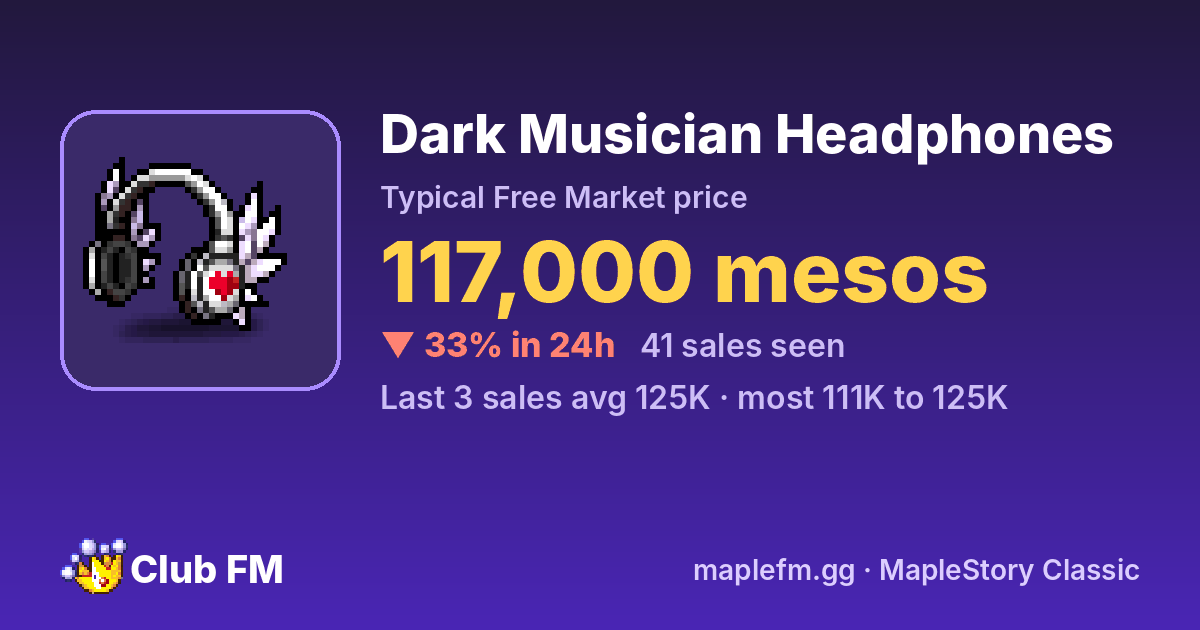 Dark Musician Headphones
Typical Free Market price
117,000 mesos
▼ 33% in 24h 41 sales seen
Last 3 sales avg 125K · most 111K to 125K
Club FM
maplefm.gg · MapleStory Classic